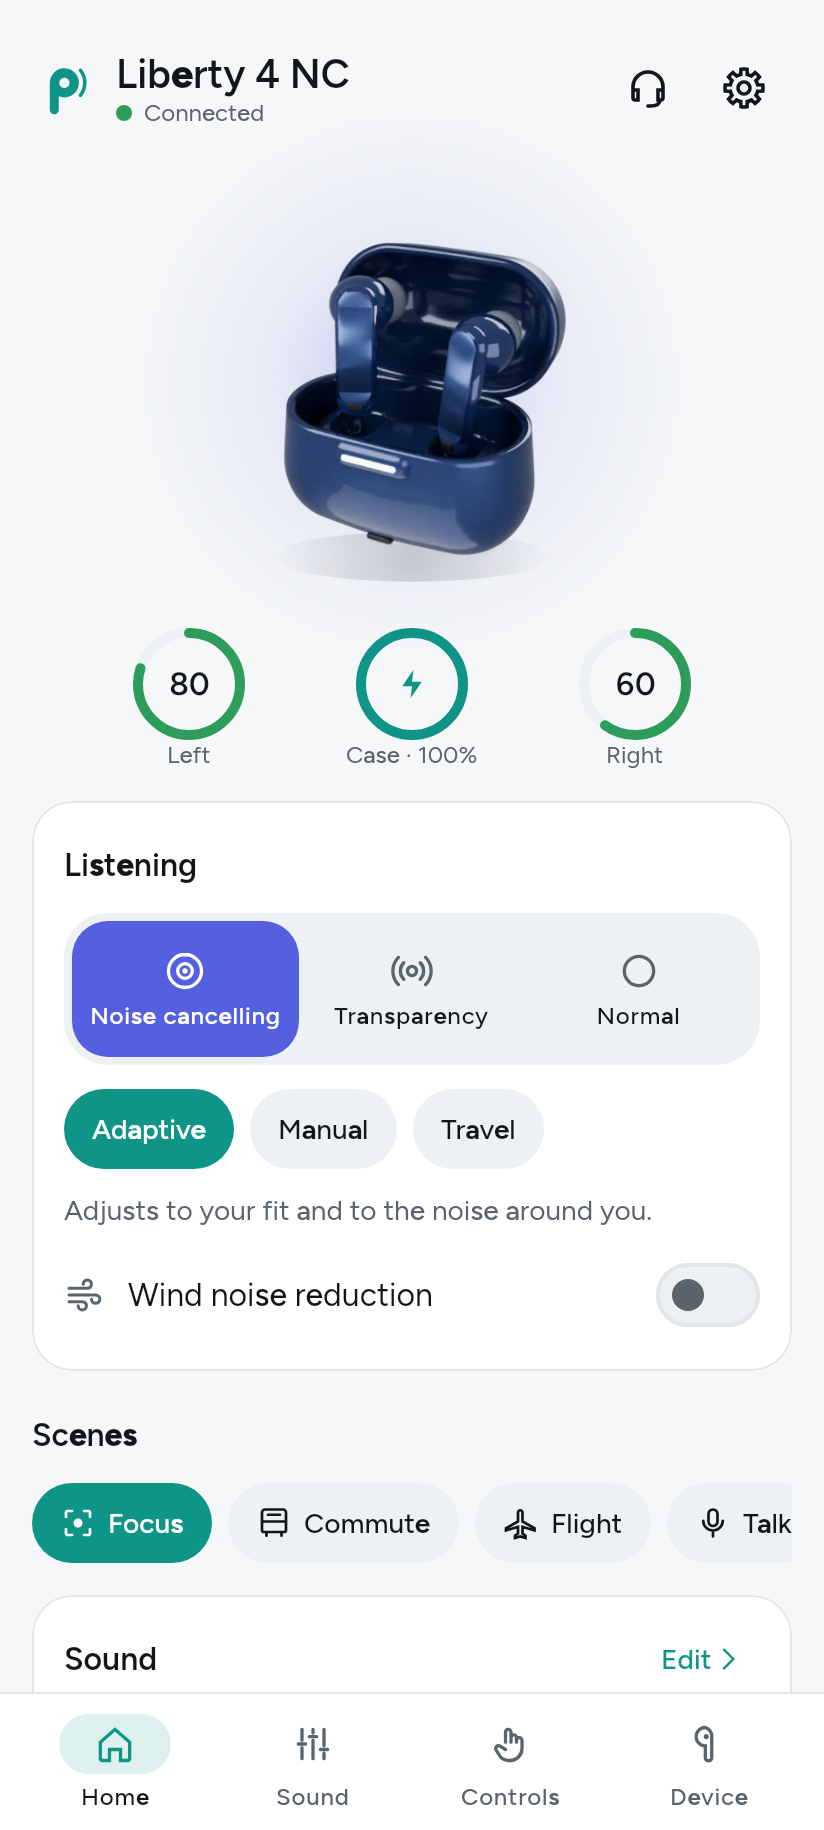 Liberty 4 NC
Connected
80
60
Left
Case · 100%
Right
Listening
Noise cancelling
Transparency
Normal
Adaptive
Manual
Travel
Adjusts to your fit and to the noise around you.
Wind noise reduction
Scenes
Focus
Commute
Flight
Talk
Sound
Edit
Home
Sound
Controls
Device